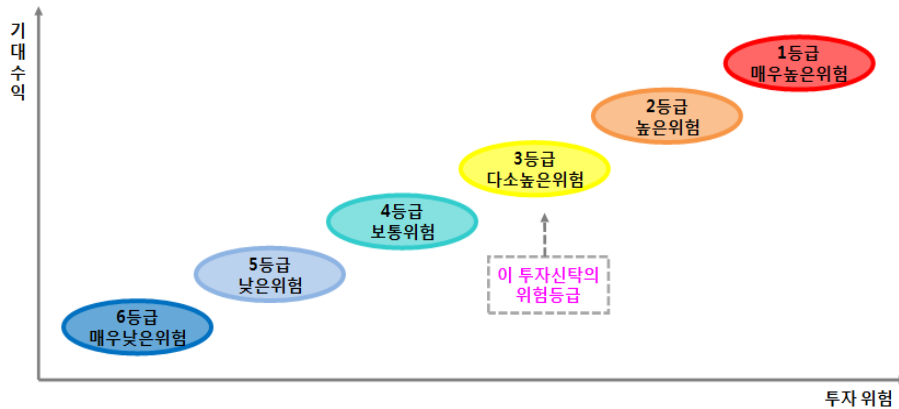 기대수익
1등급
매우높은위험
2등급
높은위험
3등급
다소높은위험
4등급
보통위험
5등급
낮은위험
이 투자신탁의
위험등급
6등급
매우낮은위험
투자 위험